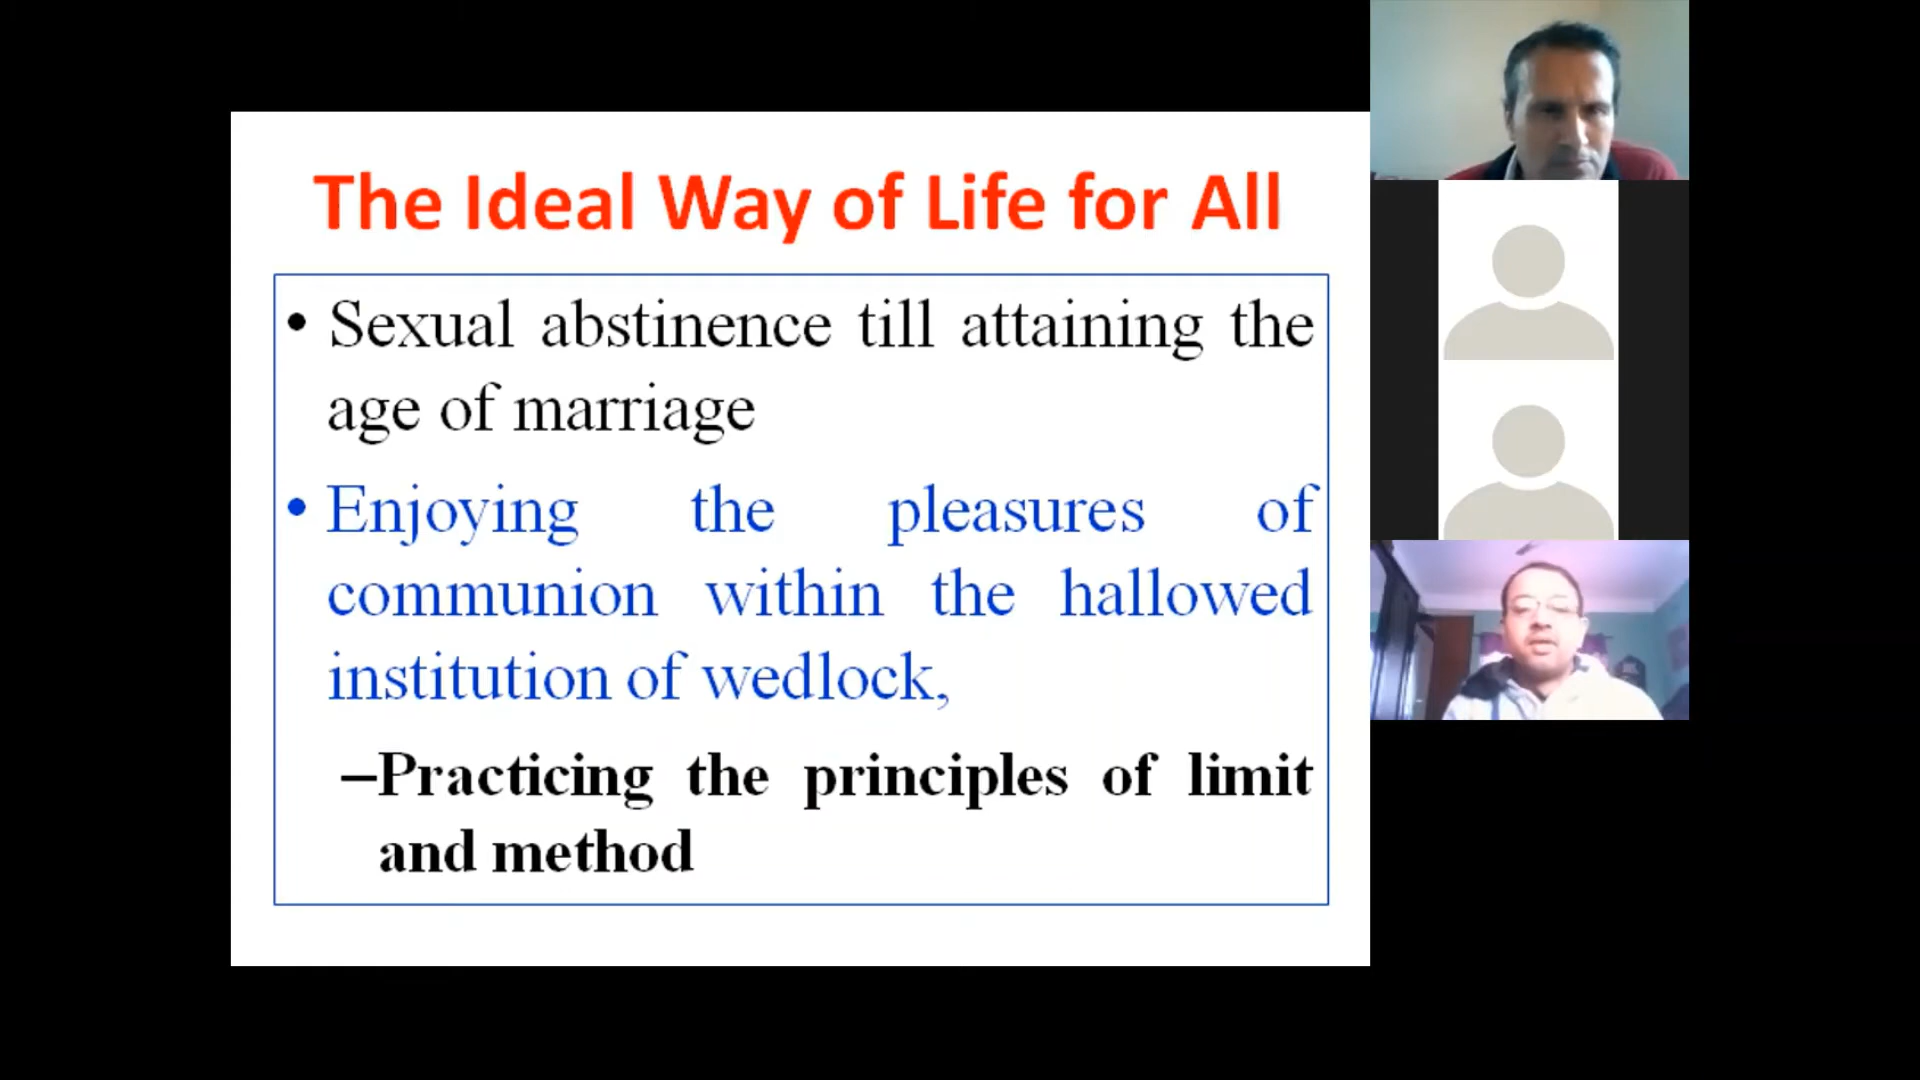 The Ideal Way of Life for All
• Sexual abstinence till attaining the
age of marriage
• Enjoying the pleasures of
communion within the hallowed
institution of wedlock,
–Practicing the principles of limit
and method